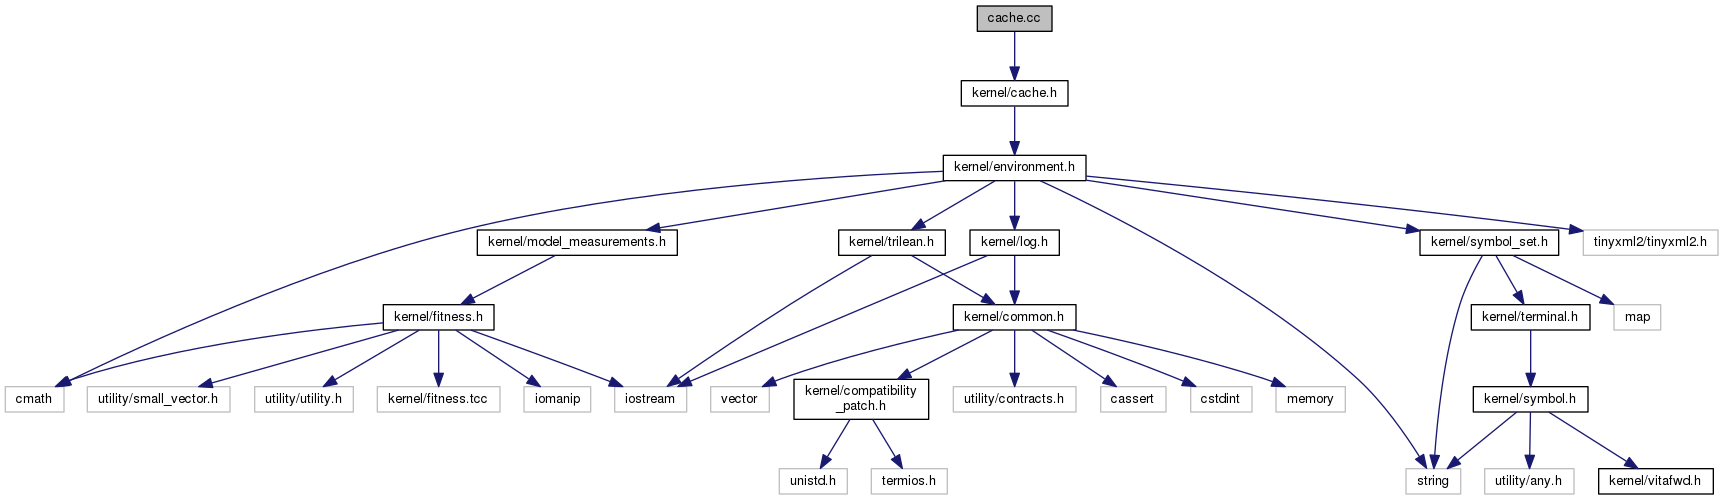 cache.cc
kernel/cache.h
kernel/environment.h
kernel/model_measurements.h
kernel/trilean.h
kernel/log.h
kernel/symbol_set.h
tinyxml2/tinyxml2.h
kernel/fitness.h
kernel/common.h
kernel/terminal.h
map
cmath
utility/small_vector.h
utility/utility.h
kernel/fitness.tcc
iomanip
iostream
vector
kernel/compatibility
_patch.h
utility/contracts.h
cassert
cstdint
memory
kernel/symbol.h
unistd.h
termios.h
string
utility/any.h
kernel/vitafwd.h